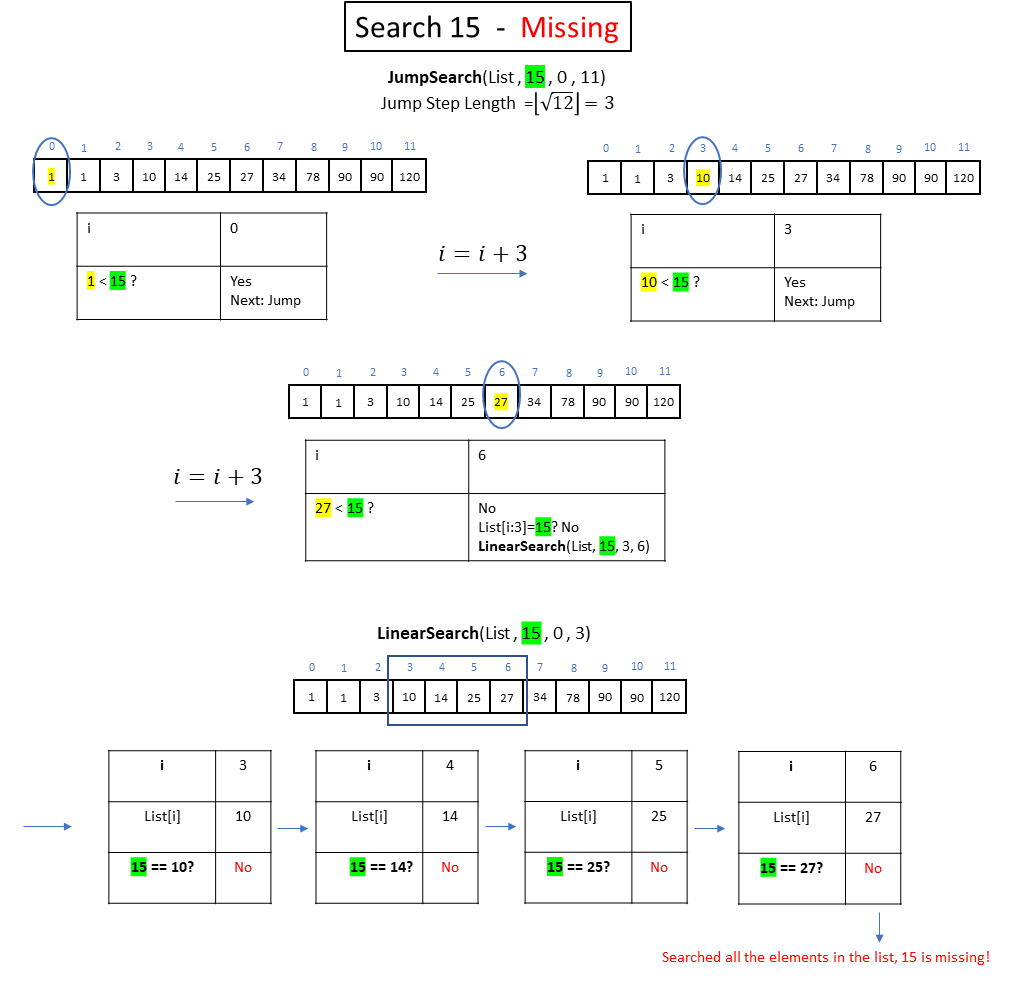 Search 15 - Missing
JumpSearch(List , 15 , 0 , 11)
Jump Step Length =⌊√12⌋ = 3
0 1 2 3 4 5 6 7 8 9 10 11
1 1 3 10 14 25 27 34 78 90 90 120
i 0
1 < 15 ? Yes
Next: Jump
i = i + 3
0 1 2 3 4 5 6 7 8 9 10 11
1 1 3 10 14 25 27 34 78 90 90 120
i 3
10 < 15 ? Yes
Next: Jump
i = i + 3
0 1 2 3 4 5 6 7 8 9 10 11
1 1 3 10 14 25 27 34 78 90 90 120
i 6
27 < 15 ? No
List[i:3]=15? No
LinearSearch(List, 15, 3, 6)
LinearSearch(List , 15 , 0 , 3)
0 1 2 3 4 5 6 7 8 9 10 11
1 1 3 10 14 25 27 34 78 90 90 120
i 3
List[i] 10
15 == 10? No
i 4
List[i] 14
15 == 14? No
i 5
List[i] 25
15 == 25? No
i 6
List[i] 27
15 == 27? No
Searched all the elements in the list, 15 is missing!